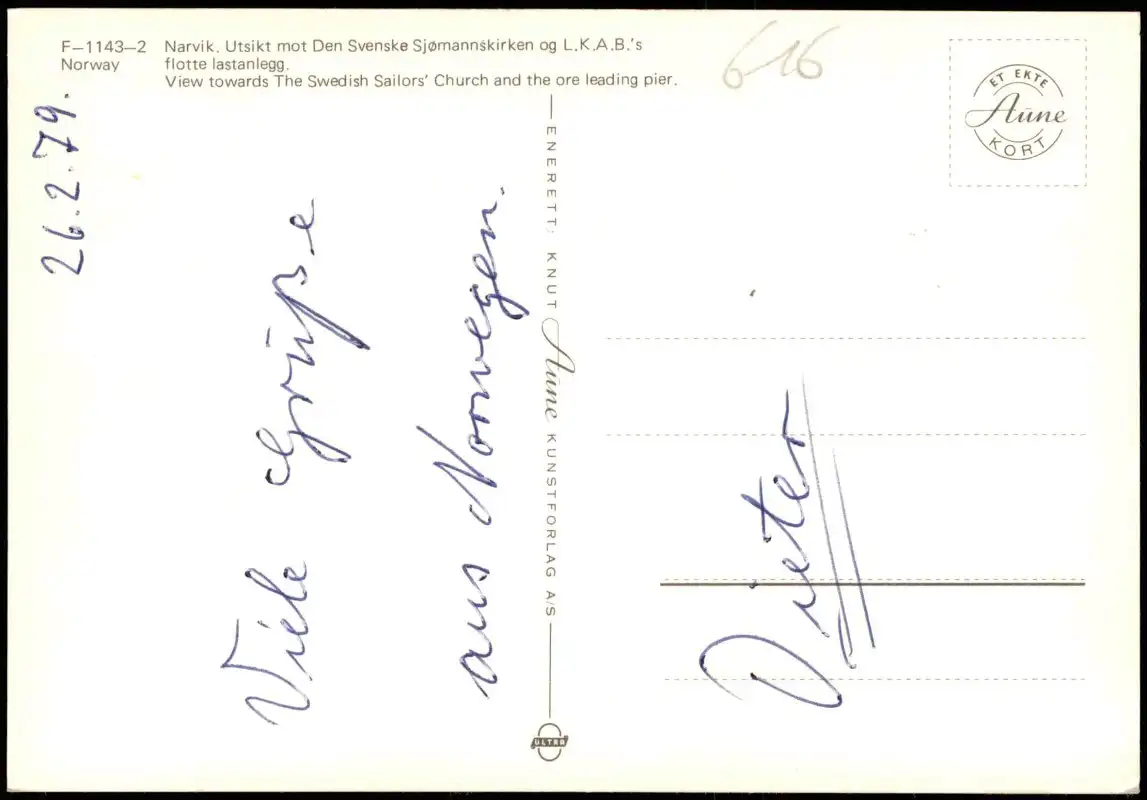 F–1143–2 Narvik. Utsikt mot Den Svenske Sjømannskirken og L.K.A.B.'s
Norway flotte lastanlegg.
View towards The Swedish Sailors' Church and the ore leading pier.
616
ET EKTE
Aune
KORT
26.2.79.
Viele Grüße
aus Norwegen.
Dieter
ENERETT: KNUT Aune KUNSTFORLAG A/S
ULTRA